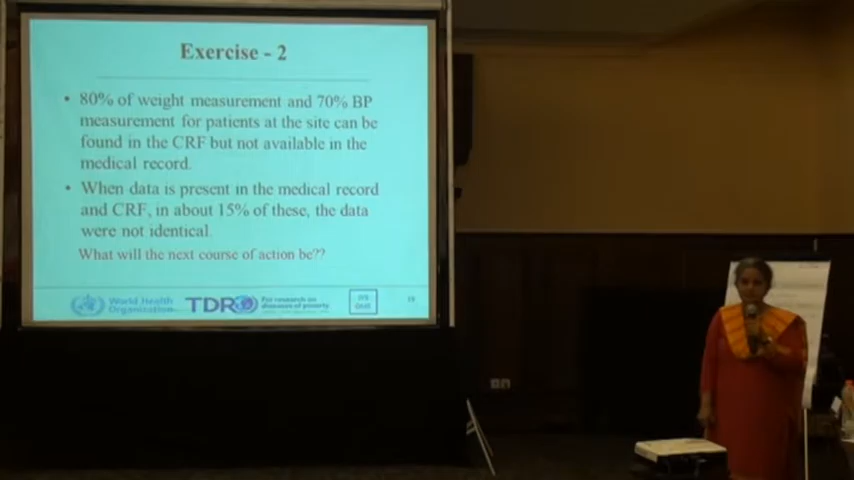 Exercise - 2
• 80% of weight measurement and 70% BP
measurement for patients at the site can be
found in the CRF but not available in the
medical record.
• When data is present in the medical record
and CRF, in about 15% of these, the data
were not identical.
What will the next course of action be??
World Health
Organization
TDR
For research on
diseases of poverty
19